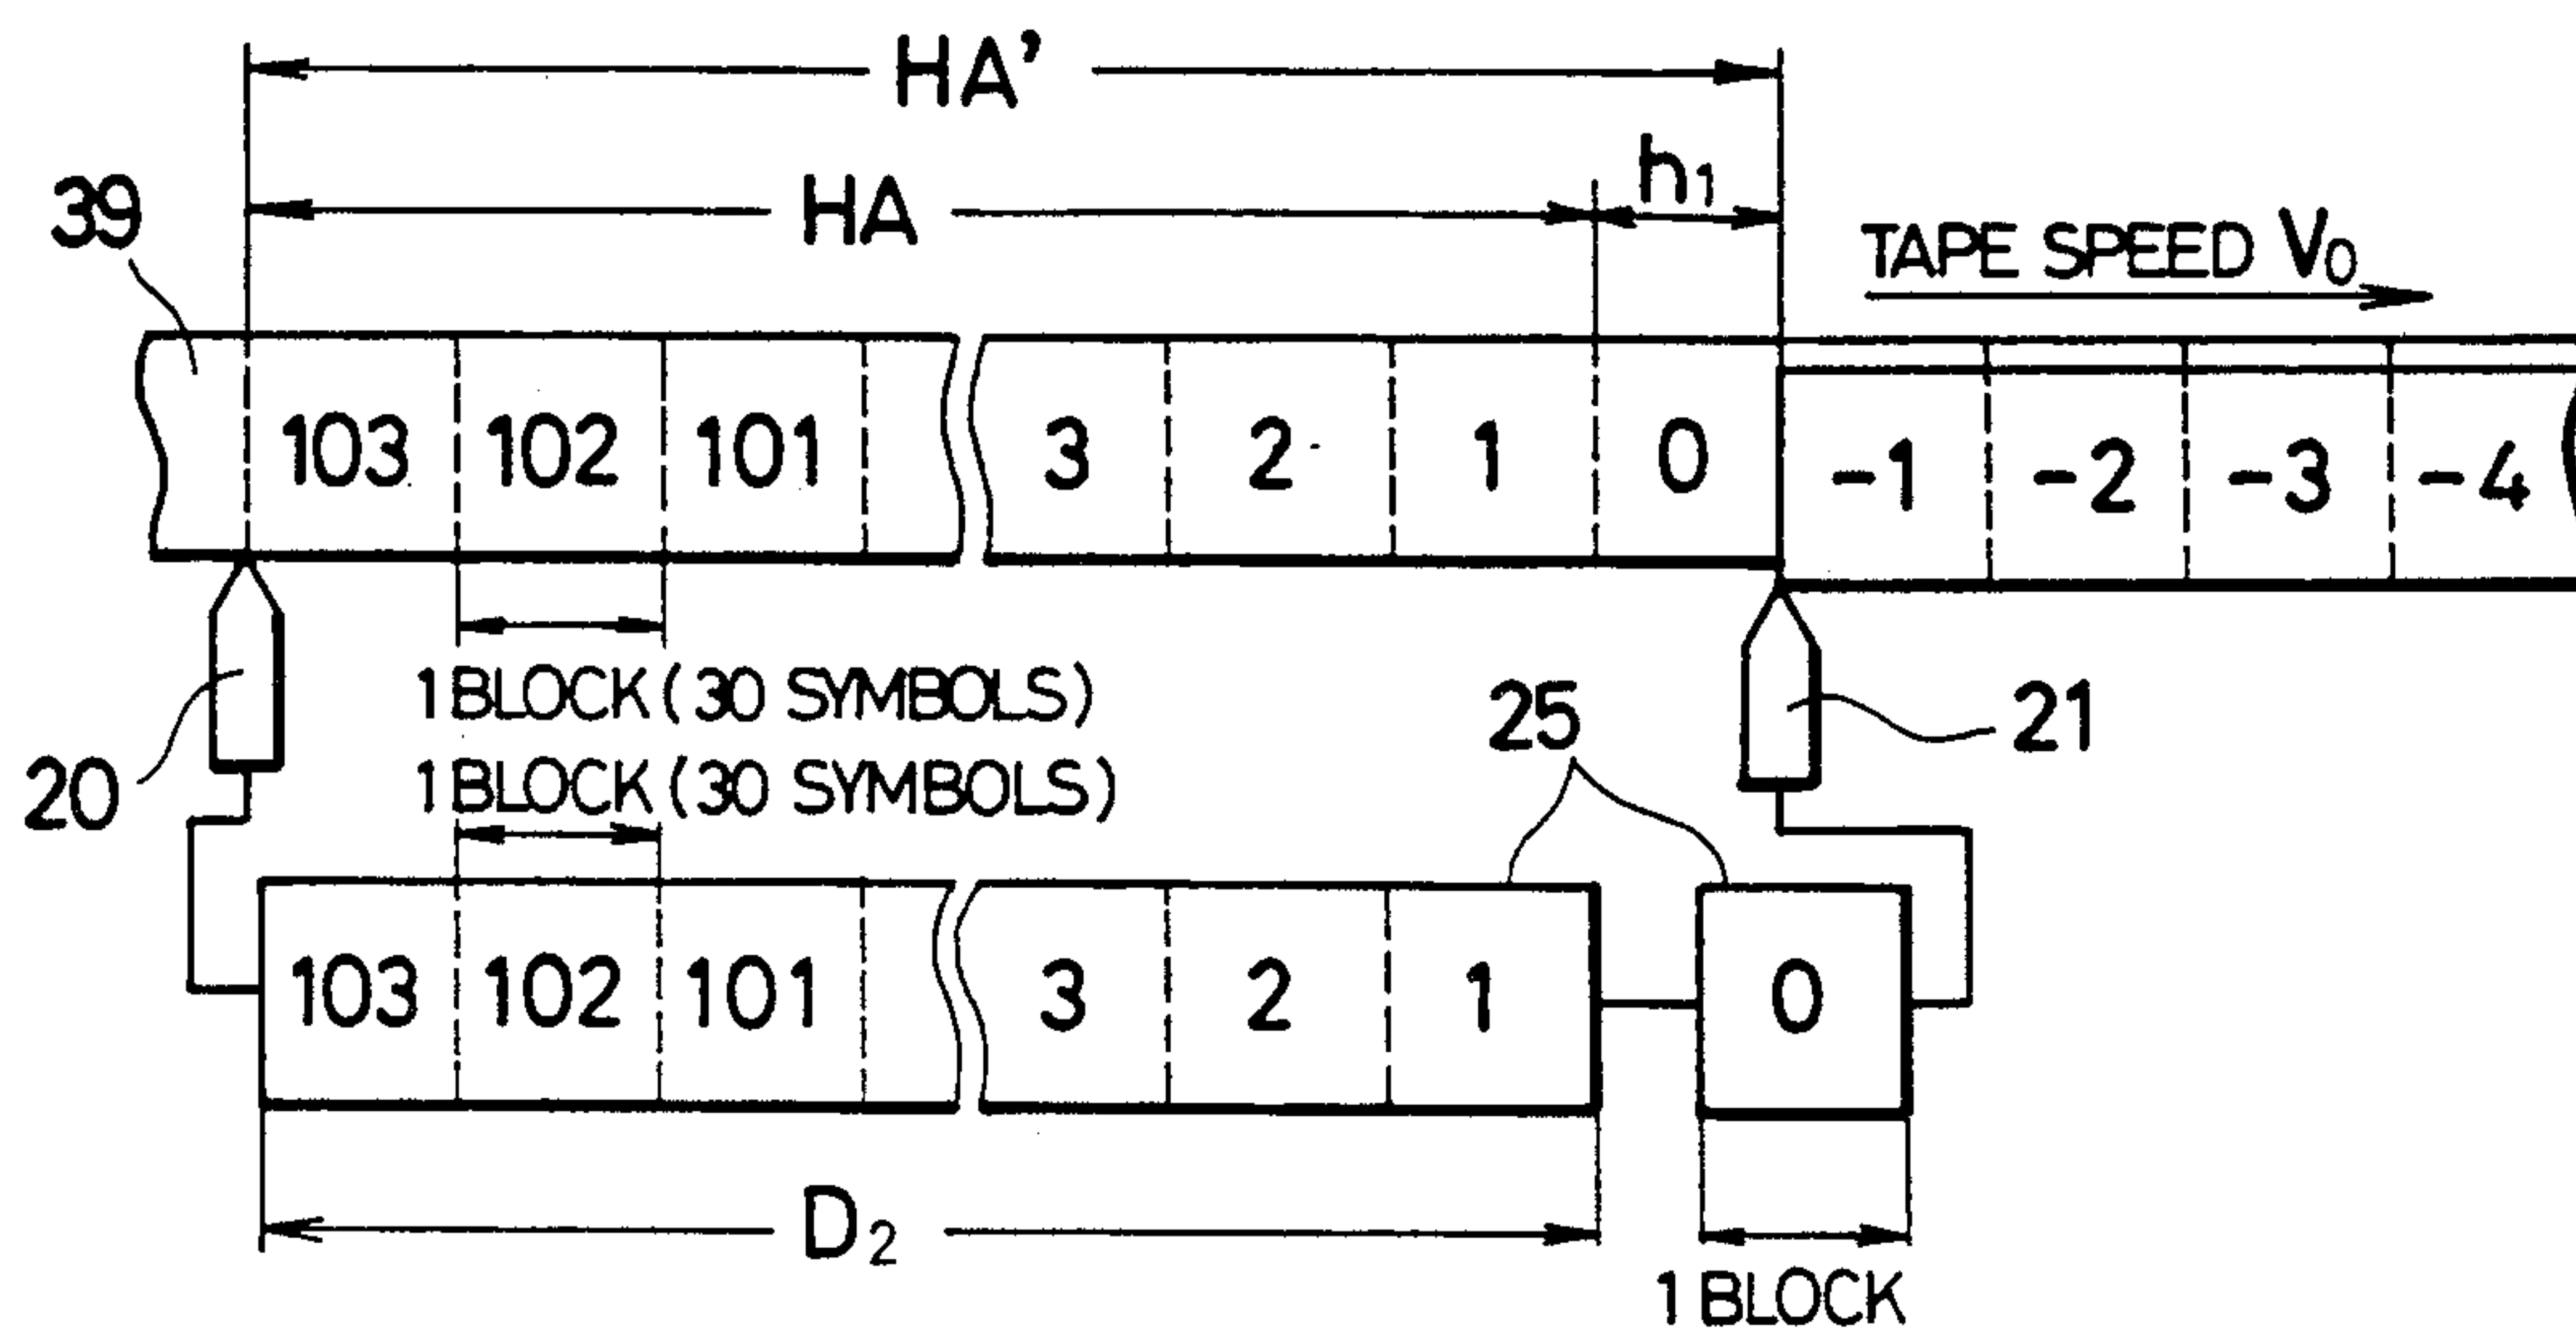 HA'
HA
h1
39
TAPE SPEED V0
103 102 101 3 2 1 0 -1 -2 -3 -4
1 BLOCK (30 SYMBOLS)
25
21
20
1 BLOCK (30 SYMBOLS)
103 102 101 3 2 1 0
D2
1 BLOCK